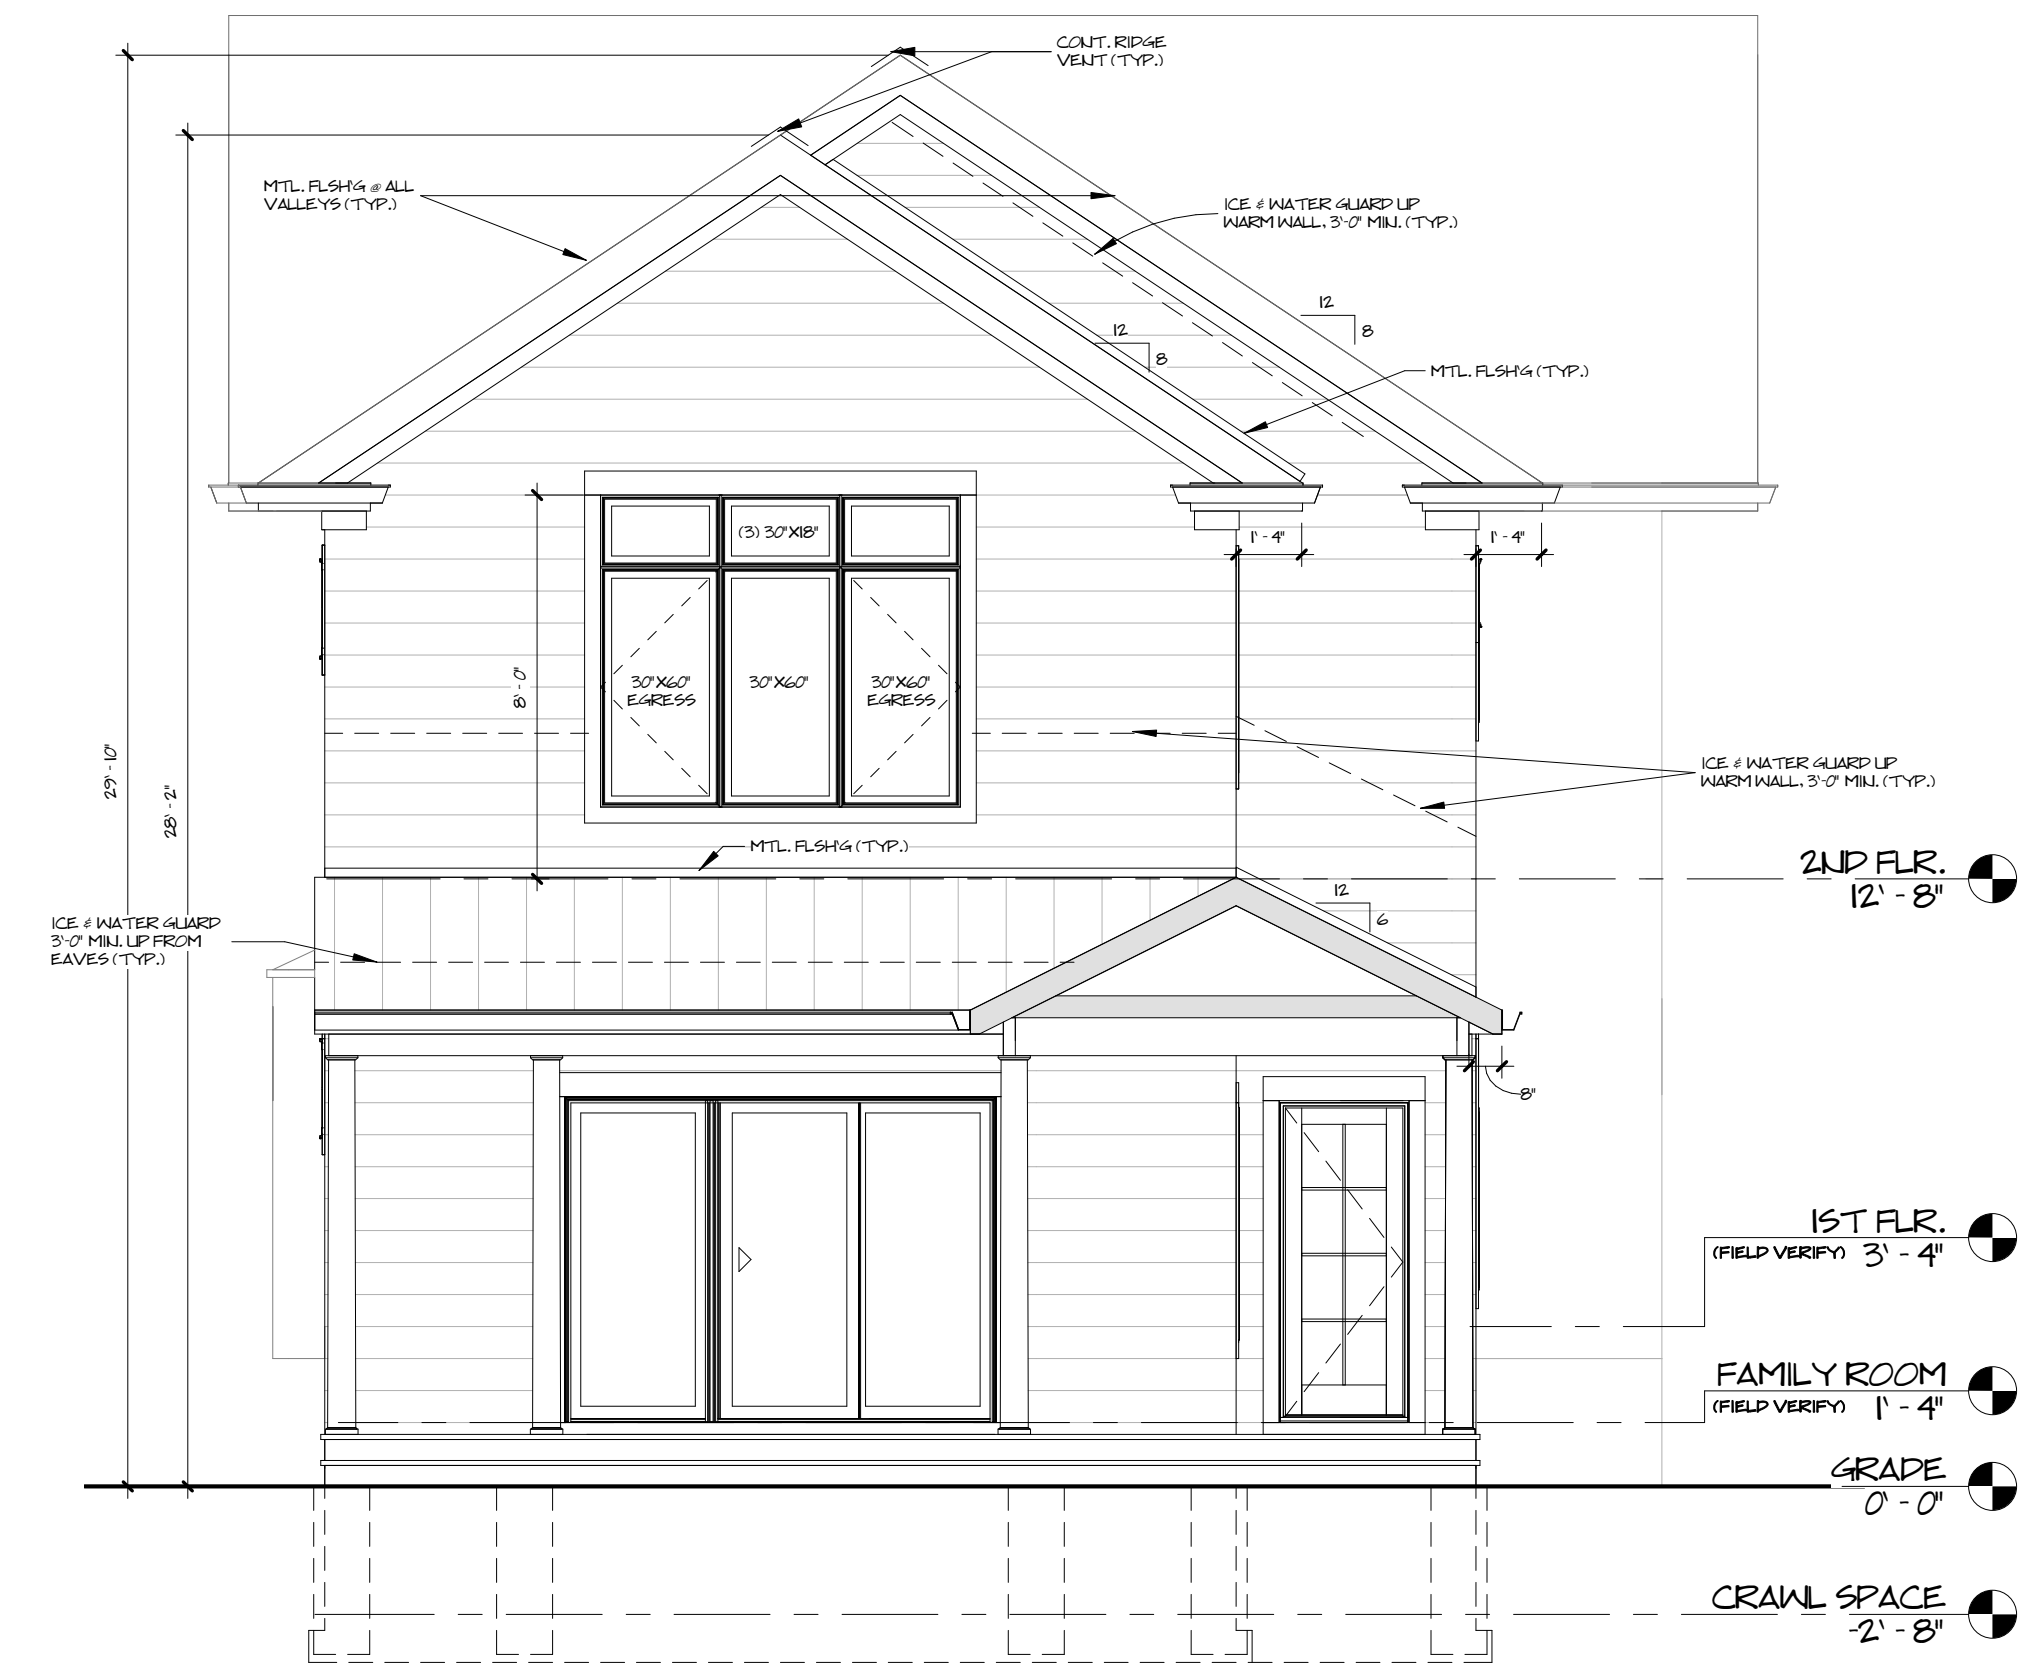 CONT. RIDGE
VENT (TYP.)
MTL. FLSH'G @ ALL
VALLEYS (TYP.)
ICE & WATER GUARD UP
WARM WALL, 3'-0" MIN. (TYP.)
12
8
12
8
MTL. FLSH'G (TYP.)
(3) 30"X18"
1' - 4"
1' - 4"
8' - 0"
30"X60"
EGRESS
30"X60"
30"X60"
EGRESS
29' - 10"
28' - 2"
ICE & WATER GUARD UP
WARM WALL, 3'-0" MIN. (TYP.)
MTL. FLSH'G (TYP.)
2ND FLR.
12' - 8"
12
6
ICE & WATER GUARD
3'-0" MIN. UP FROM
EAVES (TYP.)
8"
1ST FLR.
(FIELD VERIFY) 3' - 4"
FAMILY ROOM
(FIELD VERIFY) 1' - 4"
GRADE
0' - 0"
CRAWL SPACE
-2' - 8"